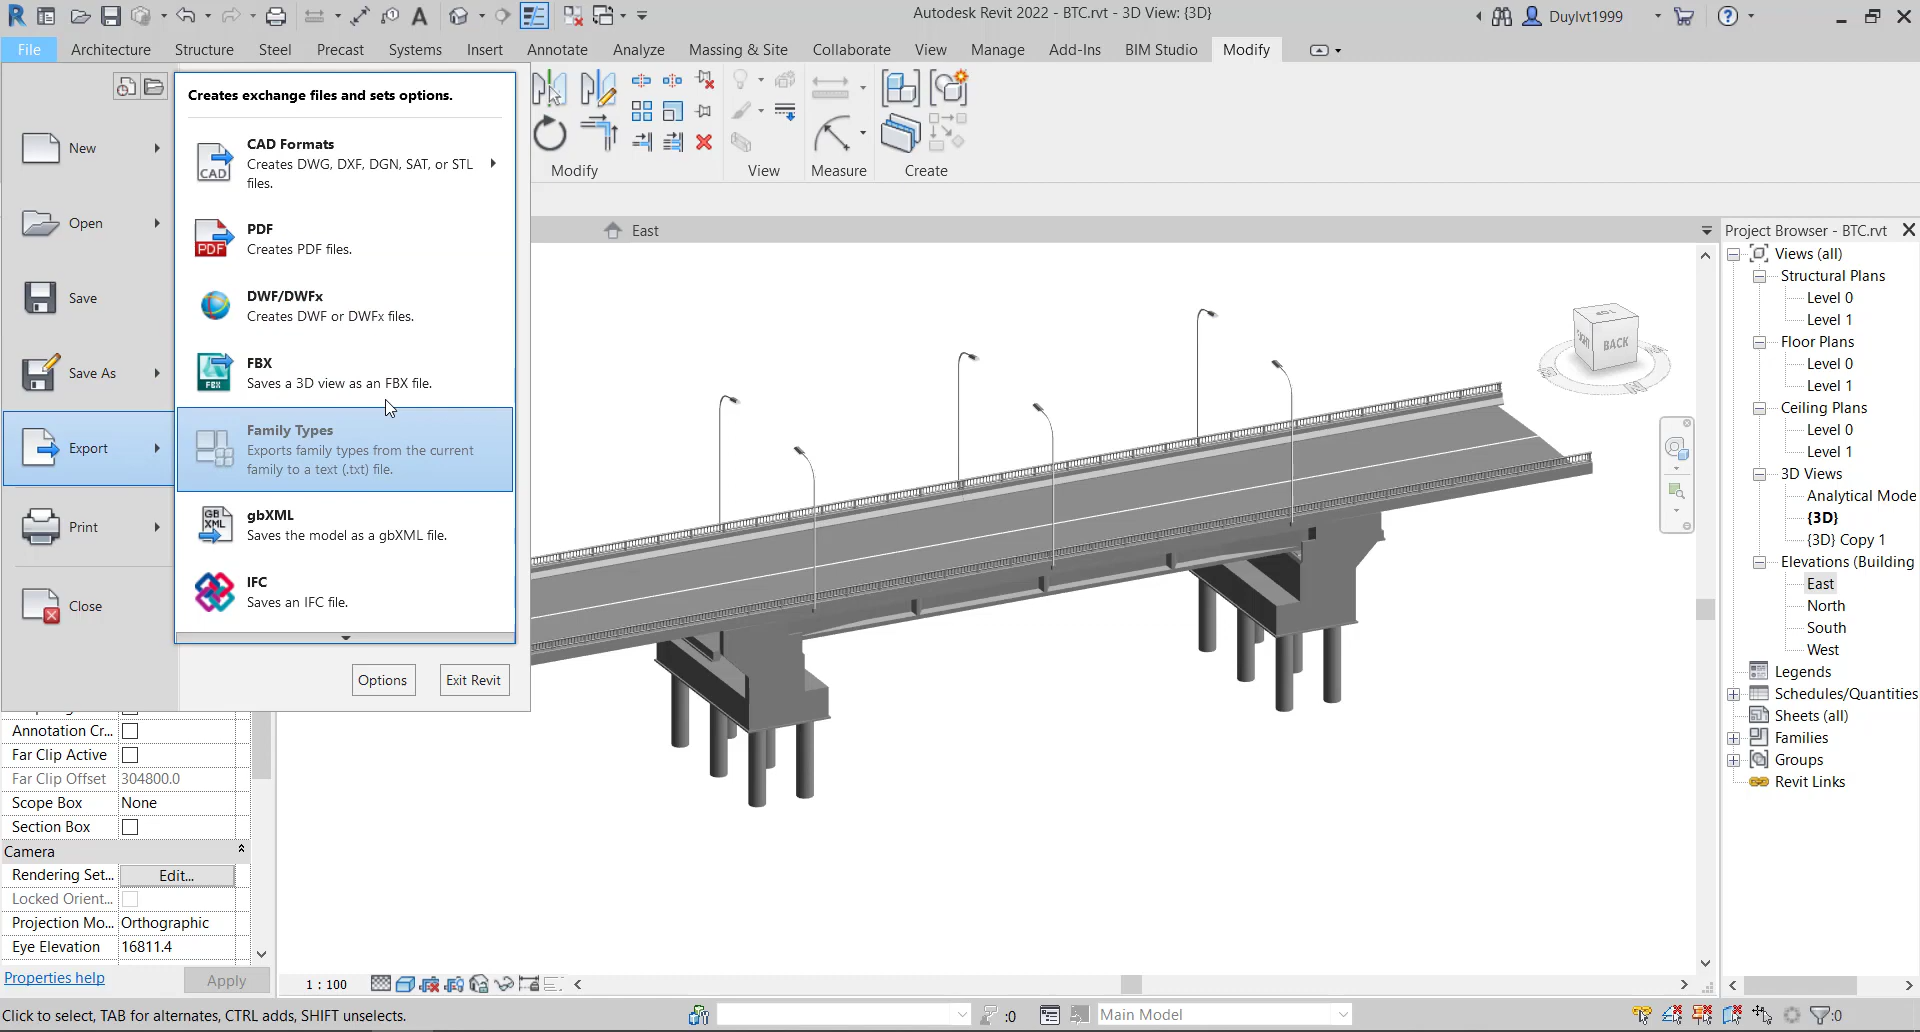 Autodesk Revit 2022 - BTC.rvt - 3D View: {3D}
Duylvt1999
File
Architecture
Structure
Steel
Precast
Systems
Insert
Annotate
Analyze
Massing & Site
Collaborate
View
Manage
Add-Ins
BIM Studio
Modify
New
Open
Save
Save As
Export
Print
Close
Creates exchange files and sets options.
CAD Formats
Creates DWG, DXF, DGN, SAT, or STL
files.
CAD
PDF
Creates PDF files.
PDF
DWF/DWFx
Creates DWF or DWFx files.
FBX
Saves a 3D view as an FBX file.
FBX
Family Types
Exports family types from the current
family to a text (.txt) file.
gbXML
Saves the model as a gbXML file.
GB
XML
IFC
Saves an IFC file.
Options
Exit Revit
Modify
View
Measure
Create
East
BACK
Project Browser - BTC.rvt
Views (all)
Structural Plans
Level 0
Level 1
Floor Plans
Level 0
Level 1
Ceiling Plans
Level 0
Level 1
3D Views
Analytical Mode
{3D}
{3D} Copy 1
Elevations (Building
East
North
South
West
Legends
Schedules/Quantities
Sheets (all)
Families
Groups
Revit Links
Annotation Cr...
Far Clip Active
Far Clip Offset 304800.0
Scope Box None
Section Box
Camera
Rendering Set... Edit...
Locked Orient...
Projection Mo... Orthographic
Eye Elevation 16811.4
Properties help
Apply
1 : 100
Click to select, TAB for alternates, CTRL adds, SHIFT unselects.
:0
Main Model
:0